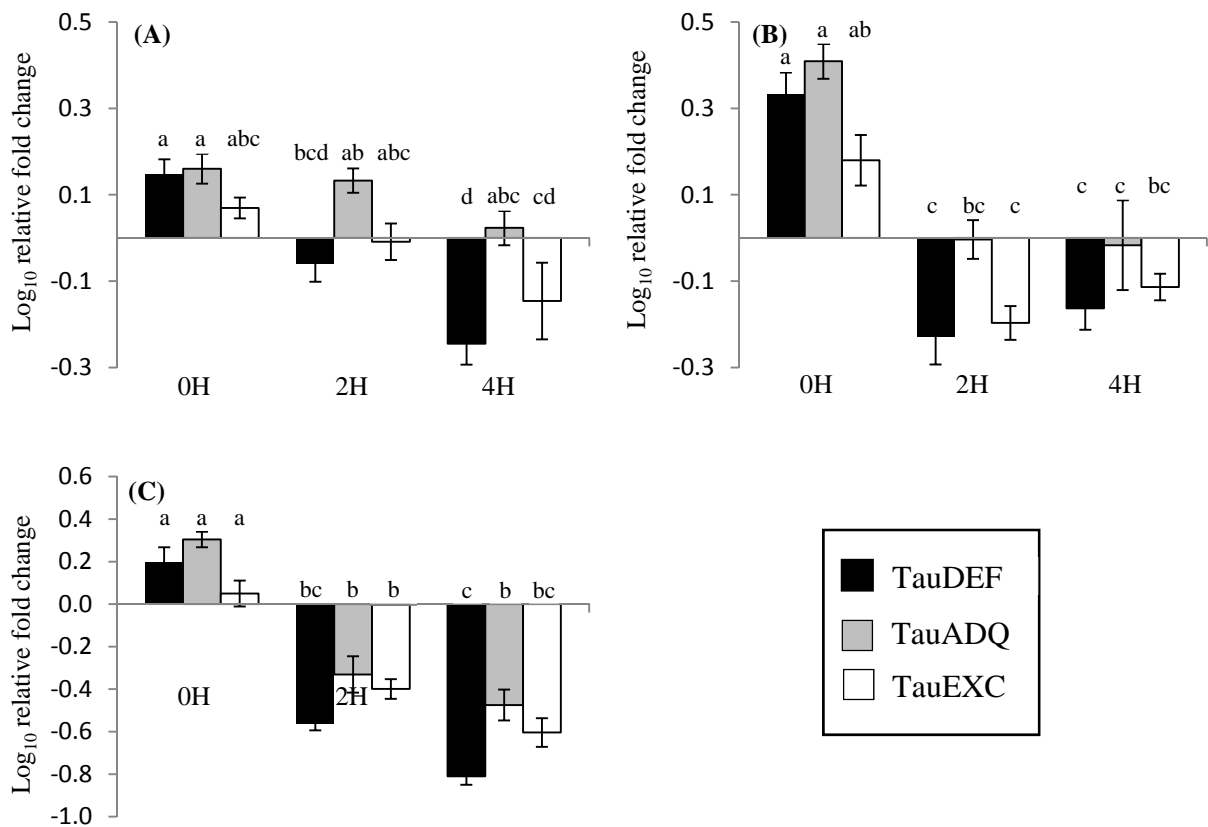 (A)
Log10 relative fold change
0.5
0.3
0.1
-0.1
-0.3
a a abc
bcd ab abc
d abc cd
0H 2H 4H
(B)
Log10 relative fold change
0.5
0.3
0.1
-0.1
-0.3
a a ab
c bc c
c c bc
0H 2H 4H
(C)
Log10 relative fold change
0.6
0.4
0.2
0.0
-0.2
-0.4
-0.6
-0.8
-1.0
a a a
bc b b
c b bc
0H 2H
TauDEF
TauADQ
TauEXC